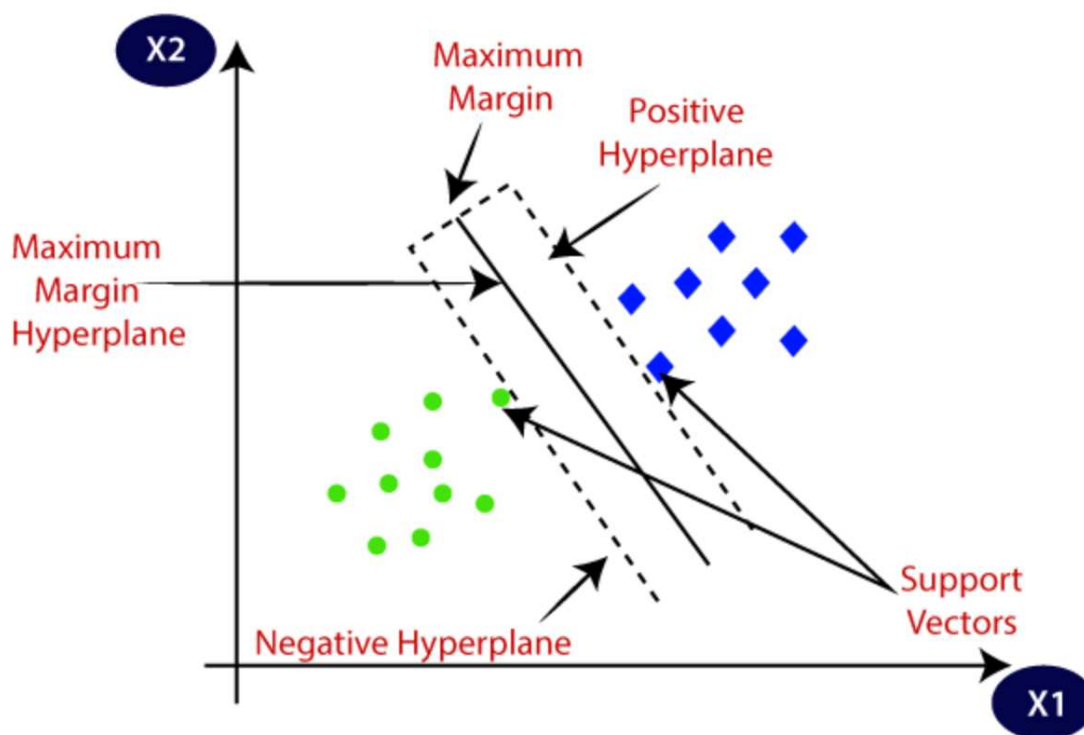 X2
Maximum
Margin
Positive
Hyperplane
Maximum
Margin
Hyperplane
Support
Vectors
Negative Hyperplane
X1